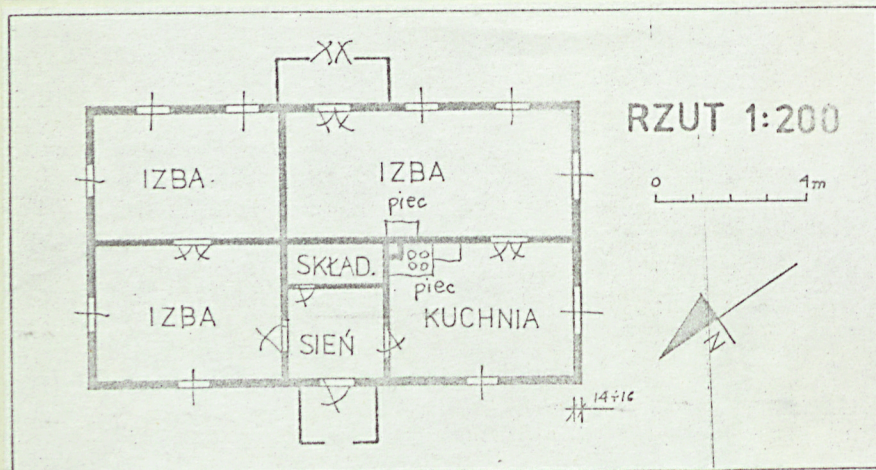 RZUT 1:200
0 4m
IZBA
IZBA
piec
SKŁAD.
piec
IZBA
SIEŃ
KUCHNIA
N
14÷16